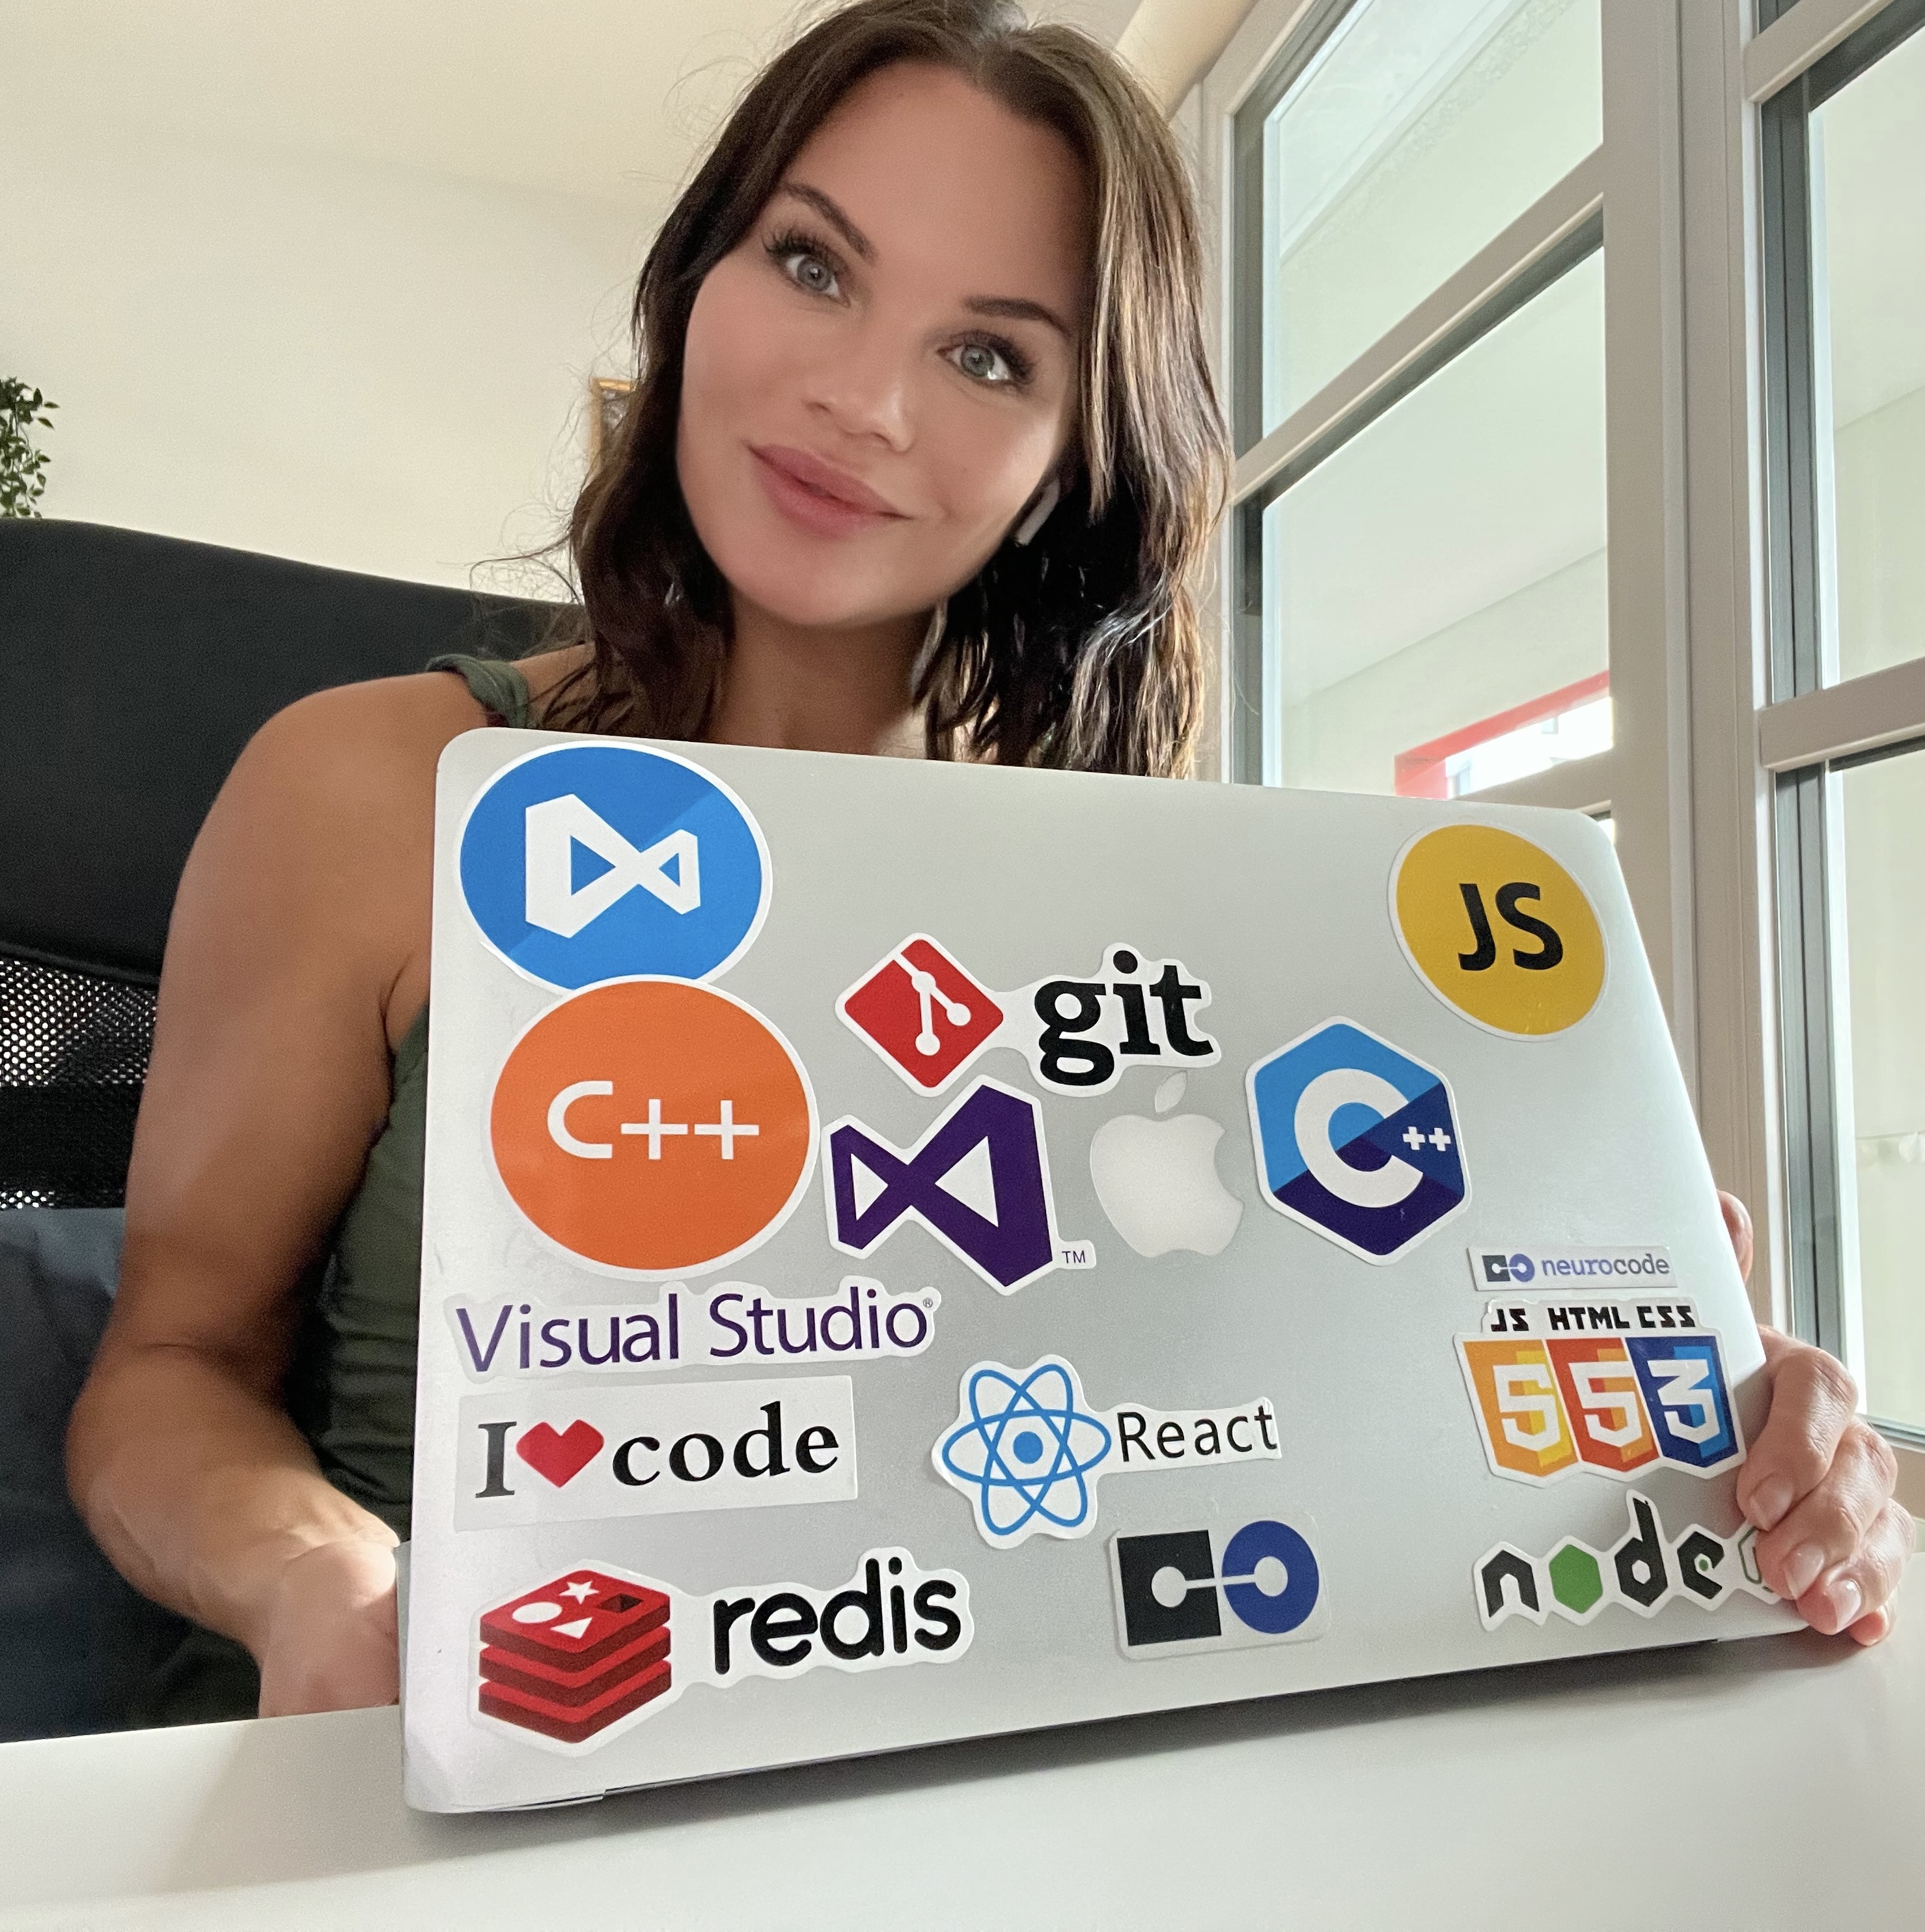 JS
git
C++
C++
TM
neurocode
Visual Studio®
JS HTML CSS
5 5 3
I ❤ code
React
node
redis